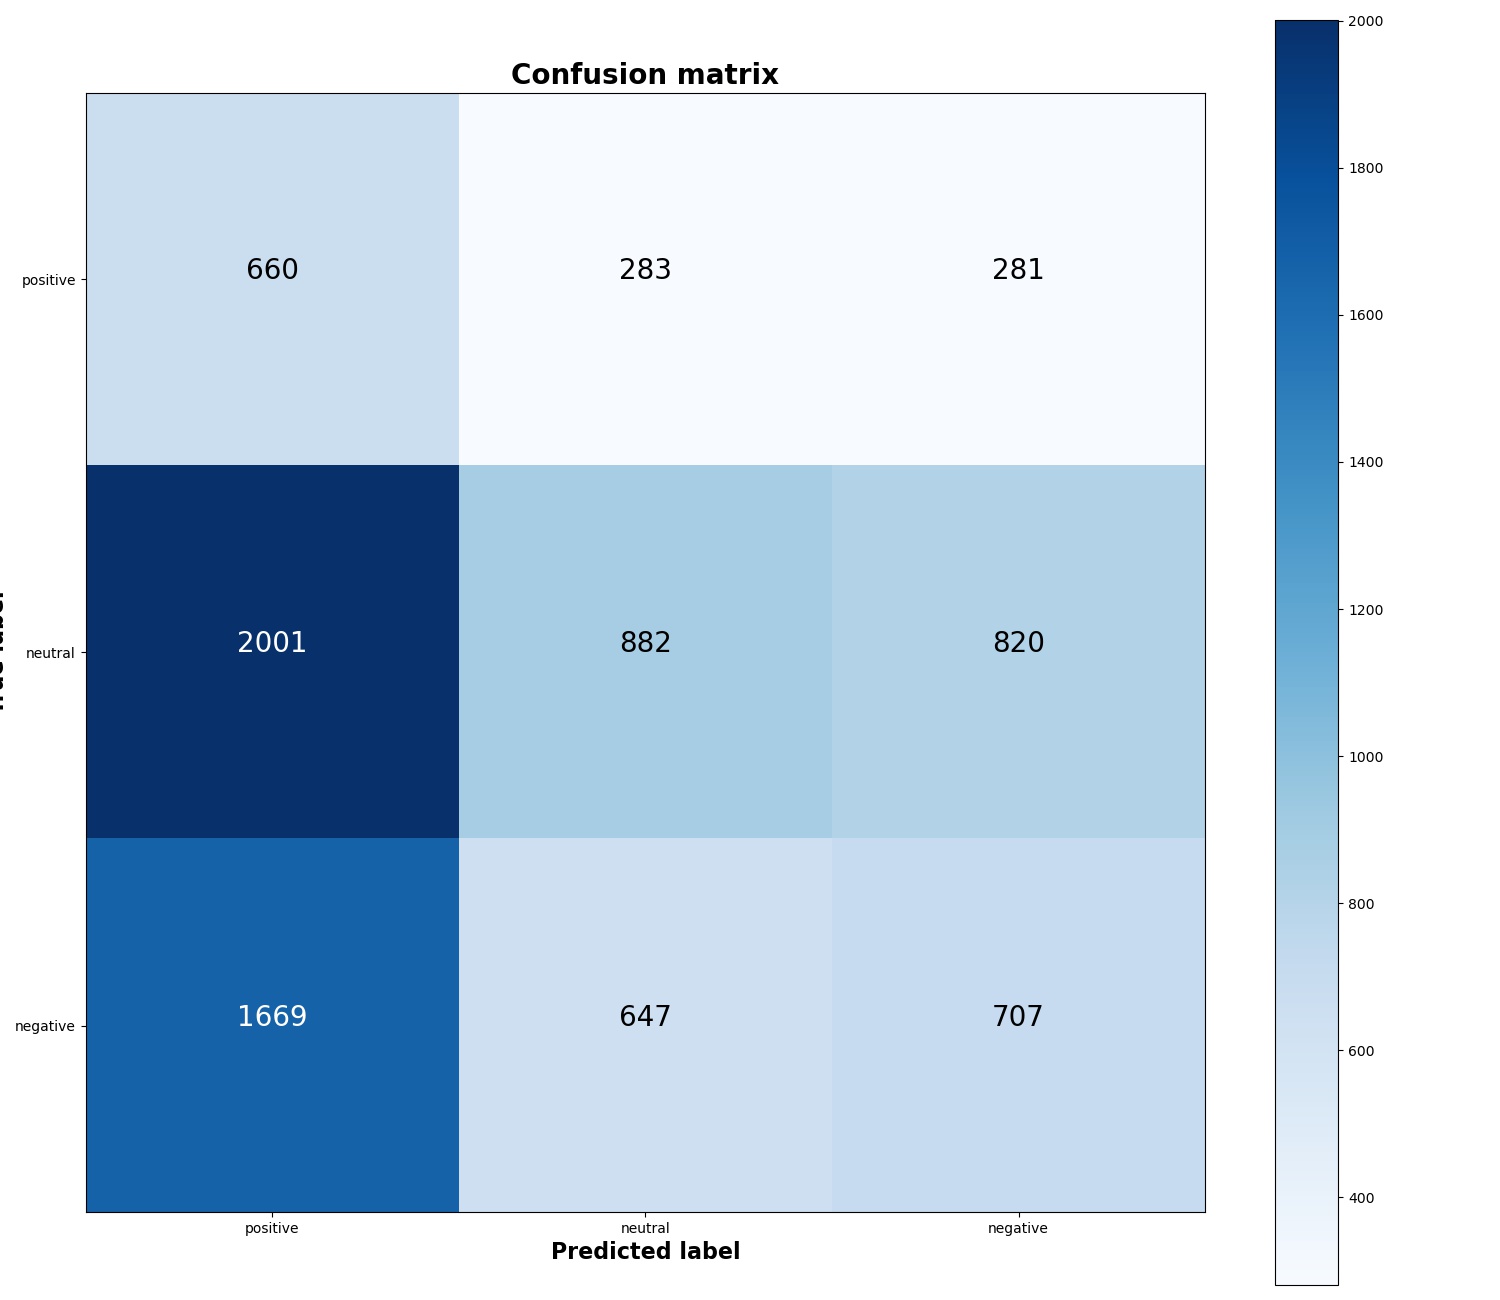 Confusion matrix
2000
1800
1600
1400
1200
1000
800
600
400
positive 660 283 281
neutral 2001 882 820
negative 1669 647 707
positive neutral negative
Predicted label